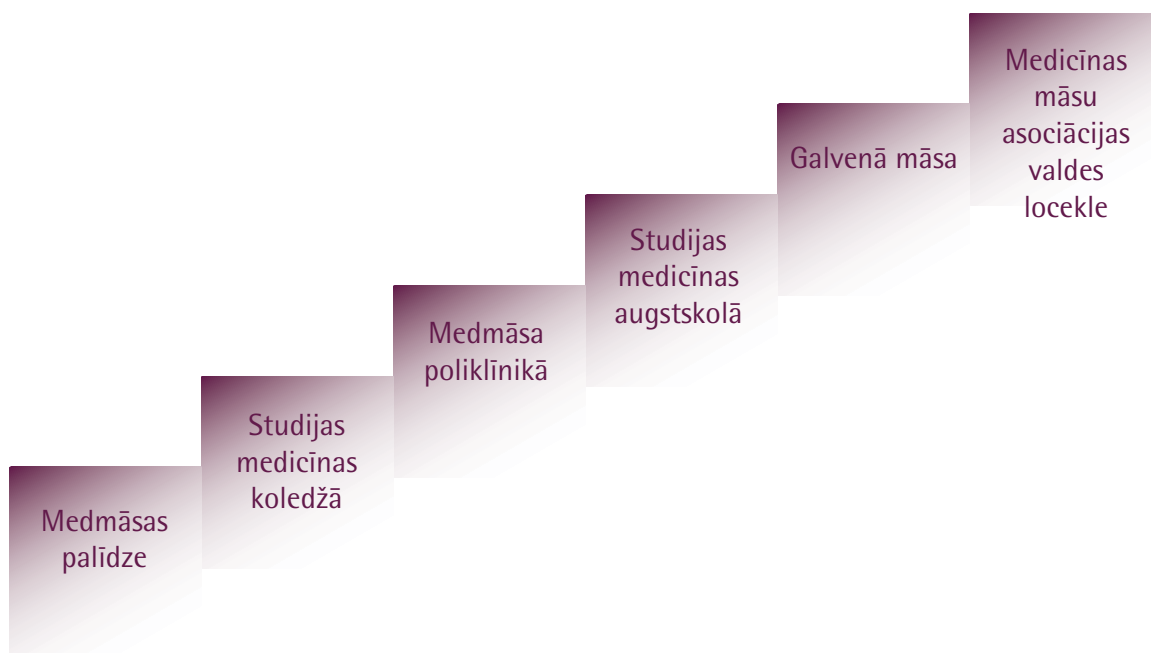 Medicīnas
māsu
asociācijas
valdes
locekle
Galvenā māsa
Studijas
medicīnas
augstskolā
Medmāsa
poliklīnikā
Studijas
medicīnas
koledžā
Medmāsas
palīdze